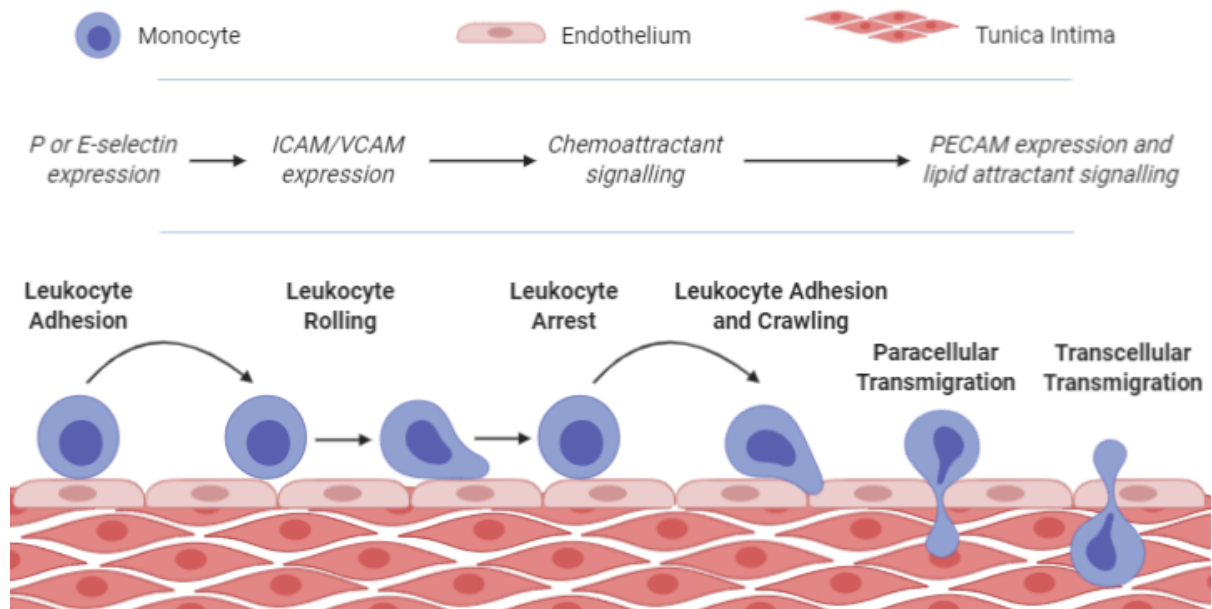 Monocyte
Endothelium
Tunica Intima
P or E-selectin
expression
ICAM/VCAM
expression
Chemoattractant
signalling
PECAM expression and
lipid attractant signalling
Leukocyte
Adhesion
Leukocyte
Rolling
Leukocyte
Arrest
Leukocyte Adhesion
and Crawling
Paracellular
Transmigration
Transcellular
Transmigration